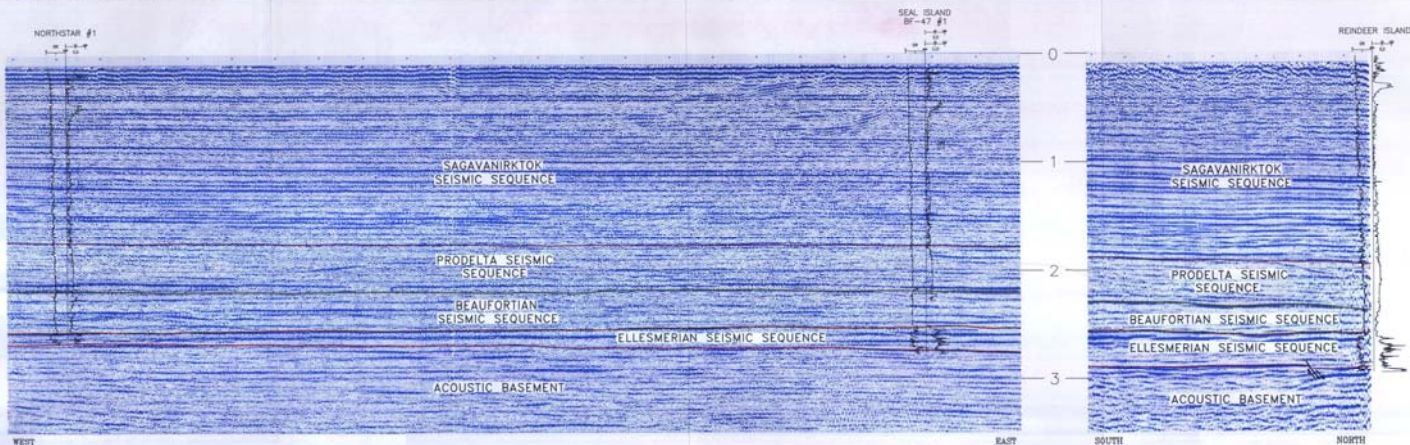 NORTHSTAR #1
SEAL ISLAND
BF-47 #1
REINDEER ISLAND
0
1
2
3
SAGAVANIRKTOK
SEISMIC SEQUENCE
PRODELTA SEISMIC
SEQUENCE
BEAUFORTIAN
SEISMIC SEQUENCE
ELLESMERIAN SEISMIC SEQUENCE
ACOUSTIC BASEMENT
WEST
EAST
SAGAVANIRKTOK
SEISMIC SEQUENCE
PRODELTA SEISMIC
SEQUENCE
BEAUFORTIAN SEISMIC SEQUENCE
ELLESMERIAN SEISMIC SEQUENCE
ACOUSTIC BASEMENT
SOUTH
NORTH